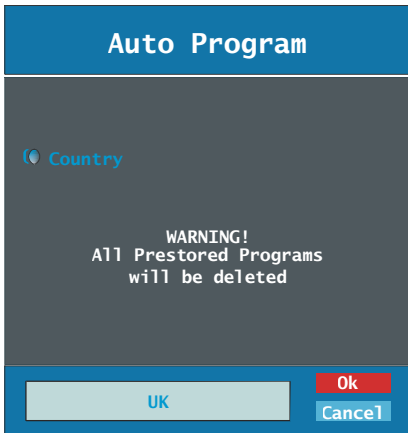 Auto Program
Country
WARNING!
All Prestored Programs
will be deleted
UK
Ok
Cancel